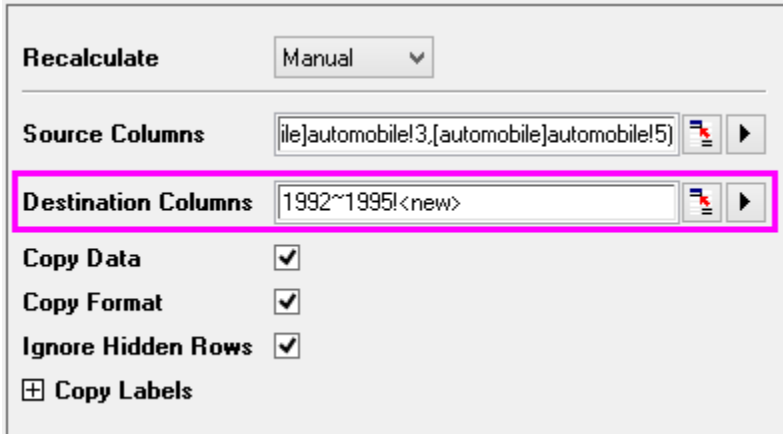 Recalculate Manual
Source Columns ile]automobile!3,[automobile]automobile!5)
Destination Columns 1992~1995!<new>
Copy Data
Copy Format
Ignore Hidden Rows
Copy Labels